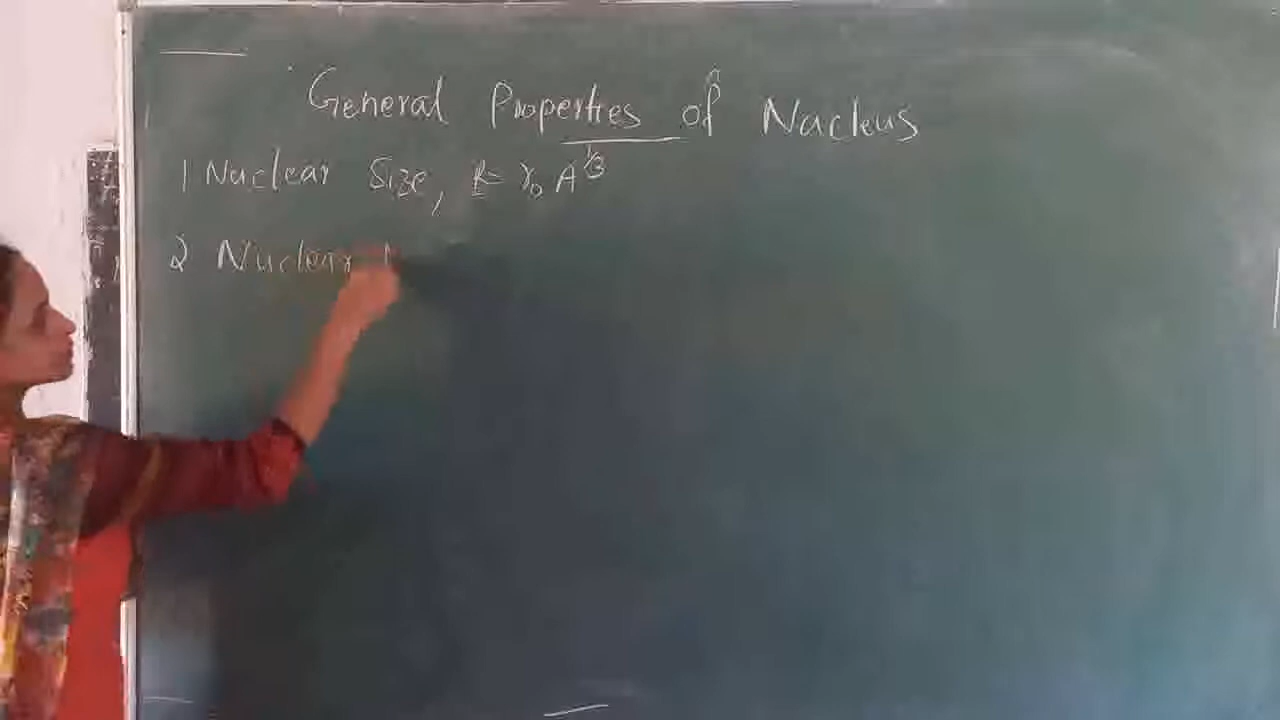 General Properties of Nucleus
1 Nuclear Size, R = r₀ A^1/3
2 Nuclear